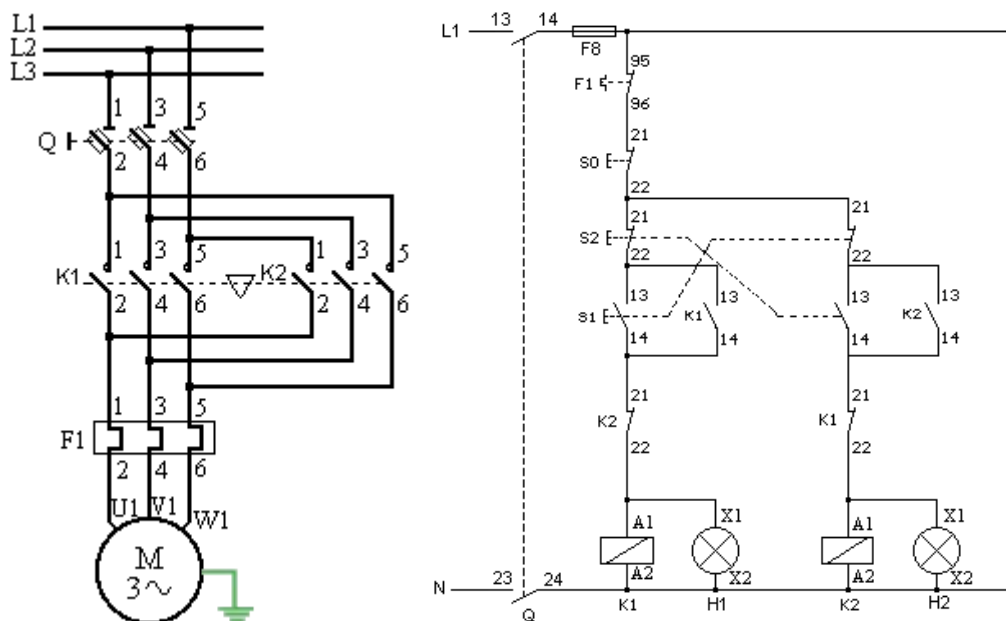 L1
L2
L3
1 3 5
Q
2 4 6
1 3 5 1 3 5
K1 K2
2 4 6 2 4 6
1 3 5
F1
2 4 6
U1 V1 W1
M
3~
L1 13 14
F8
95
F1
96
21
S0
22
21 21
S2
22 22
13 13 13 13
S1 K1 K2
14 14 14 14
21 21
K2 K1
22 22
A1 X1 A1 X1
A2 X2 A2 X2
N 23 24
Q K1 H1 K2 H2